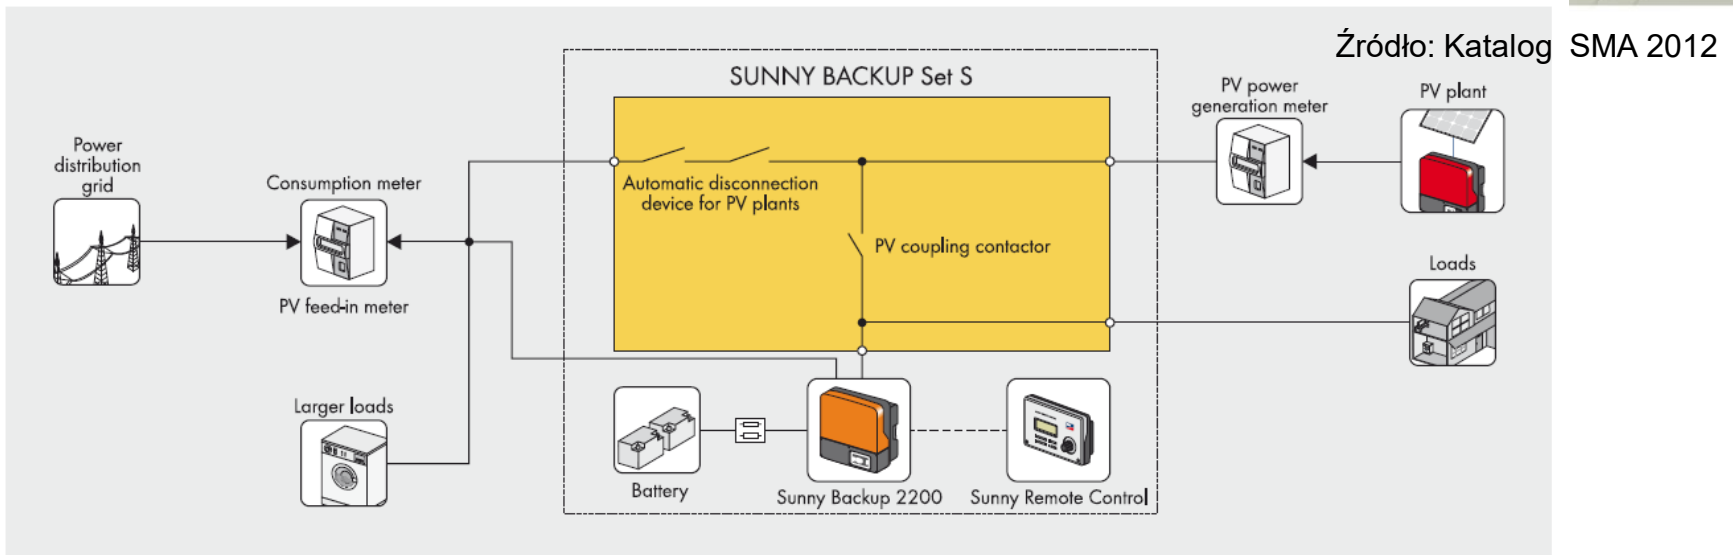 Źródło: Katalog SMA 2012
SUNNY BACKUP Set S
PV power
generation meter
PV plant
Power
distribution
grid
Consumption meter
Automatic disconnection
device for PV plants
PV coupling contactor
Loads
PV feed-in meter
Larger loads
Battery
Sunny Backup 2200
Sunny Remote Control